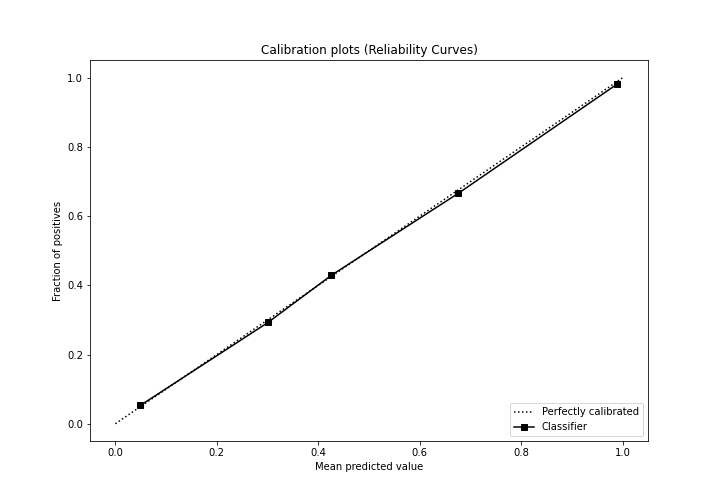 Calibration plots (Reliability Curves)
1.0
0.8
0.6
0.4
0.2
0.0
Fraction of positives
0.0 0.2 0.4 0.6 0.8 1.0
Mean predicted value
Perfectly calibrated
Classifier